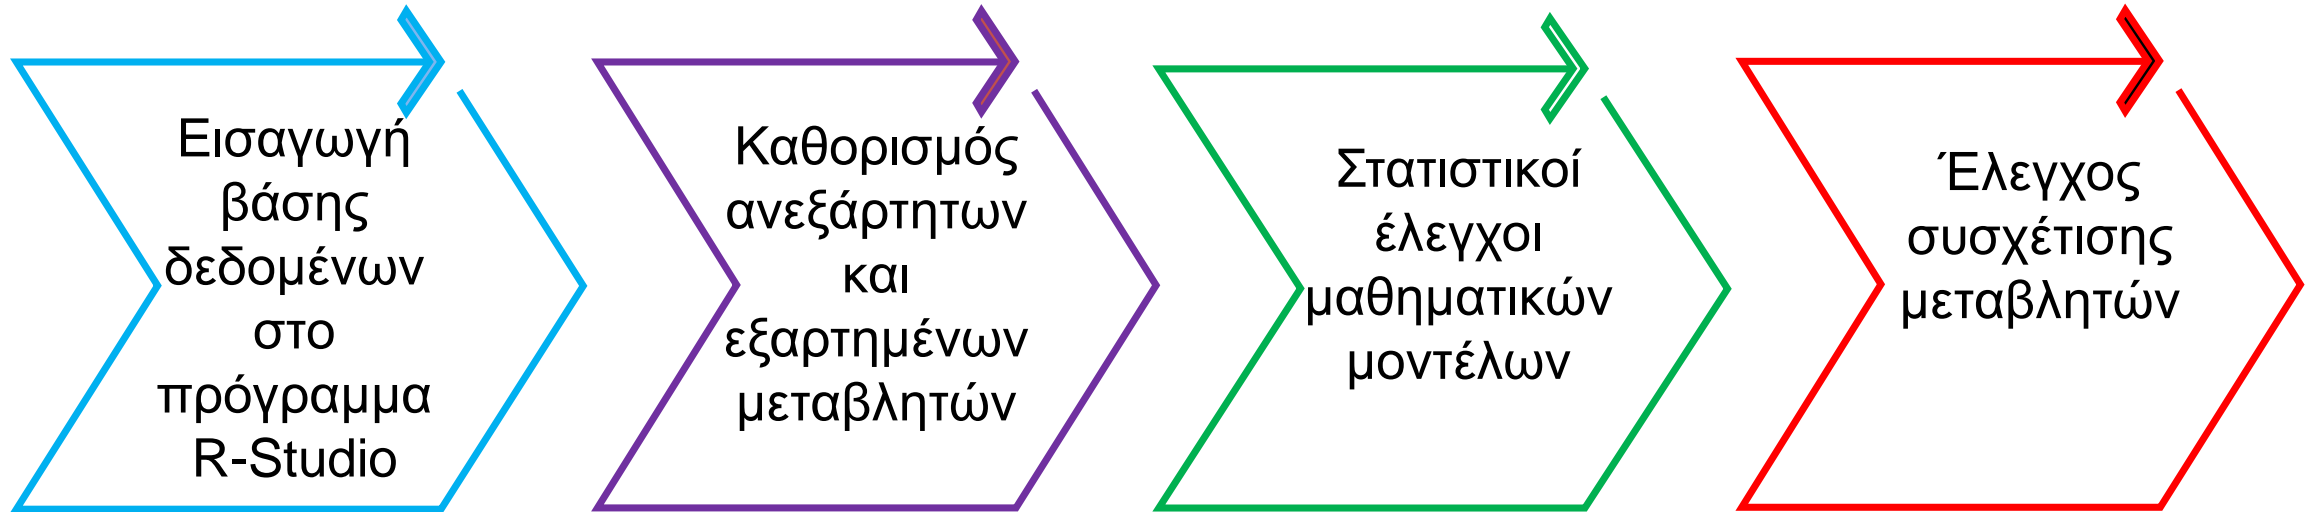 Εισαγωγή
βάσης
δεδομένων
στο
πρόγραμμα
R-Studio
Καθορισμός
ανεξάρτητων
και
εξαρτημένων
μεταβλητών
Στατιστικοί
έλεγχοι
μαθηματικών
μοντέλων
Έλεγχος
συσχέτισης
μεταβλητών